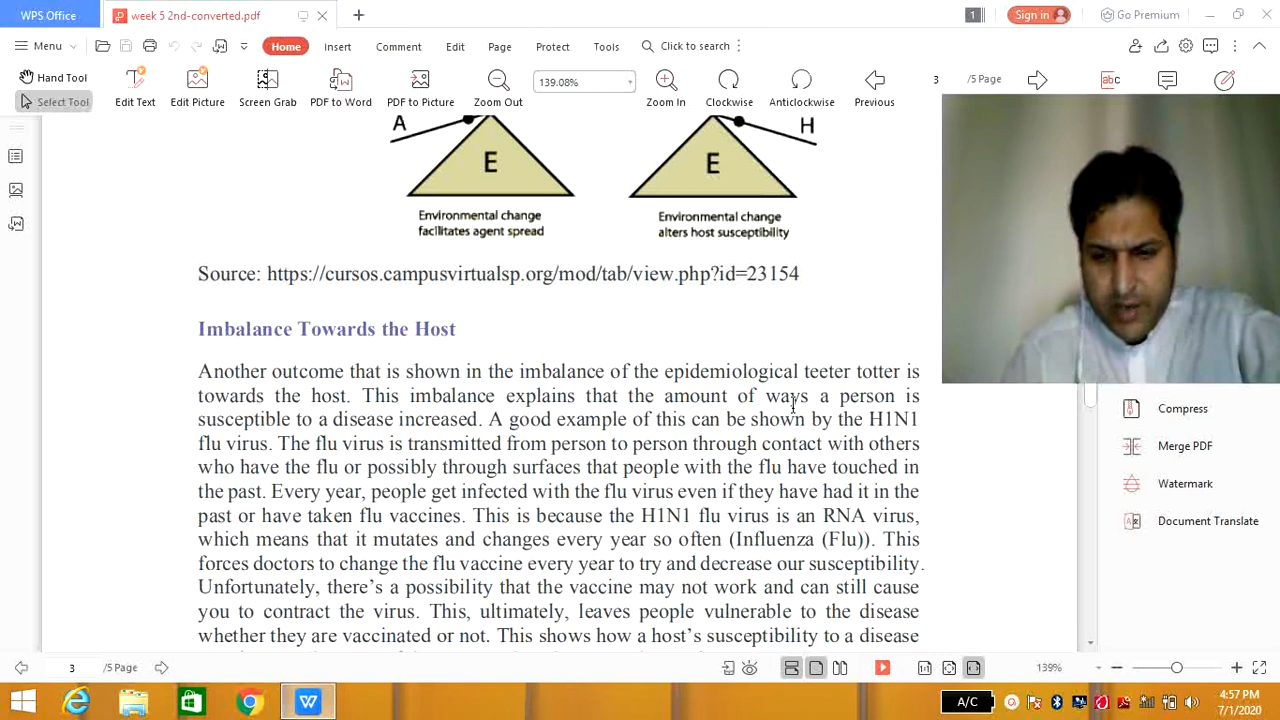 WPS Office
week 5 2nd-converted.pdf
1
Sign in
Go Premium
Menu
Home
Insert
Comment
Edit
Page
Protect
Tools
Click to search
Hand Tool
Select Tool
Edit Text
Edit Picture
Screen Grab
PDF to Word
PDF to Picture
Zoom Out
139.08%
Zoom In
Clockwise
Anticlockwise
Previous
3 /5 Page
abc
A
E
H
E
Environmental change
facilitates agent spread
Environmental change
alters host susceptibility
Source: https://cursos.campusvirtualsp.org/mod/tab/view.php?id=23154
Imbalance Towards the Host
Another outcome that is shown in the imbalance of the epidemiological teeter totter is
towards the host. This imbalance explains that the amount of ways a person is
susceptible to a disease increased. A good example of this can be shown by the H1N1
flu virus. The flu virus is transmitted from person to person through contact with others
who have the flu or possibly through surfaces that people with the flu have touched in
the past. Every year, people get infected with the flu virus even if they have had it in the
past or have taken flu vaccines. This is because the H1N1 flu virus is an RNA virus,
which means that it mutates and changes every year so often (Influenza (Flu)). This
forces doctors to change the flu vaccine every year to try and decrease our susceptibility.
Unfortunately, there's a possibility that the vaccine may not work and can still cause
you to contract the virus. This, ultimately, leaves people vulnerable to the disease
whether they are vaccinated or not. This shows how a host's susceptibility to a disease
Compress
Merge PDF
Watermark
Document Translate
3 /5 Page
139%
A/C
4:57 PM
7/1/2020